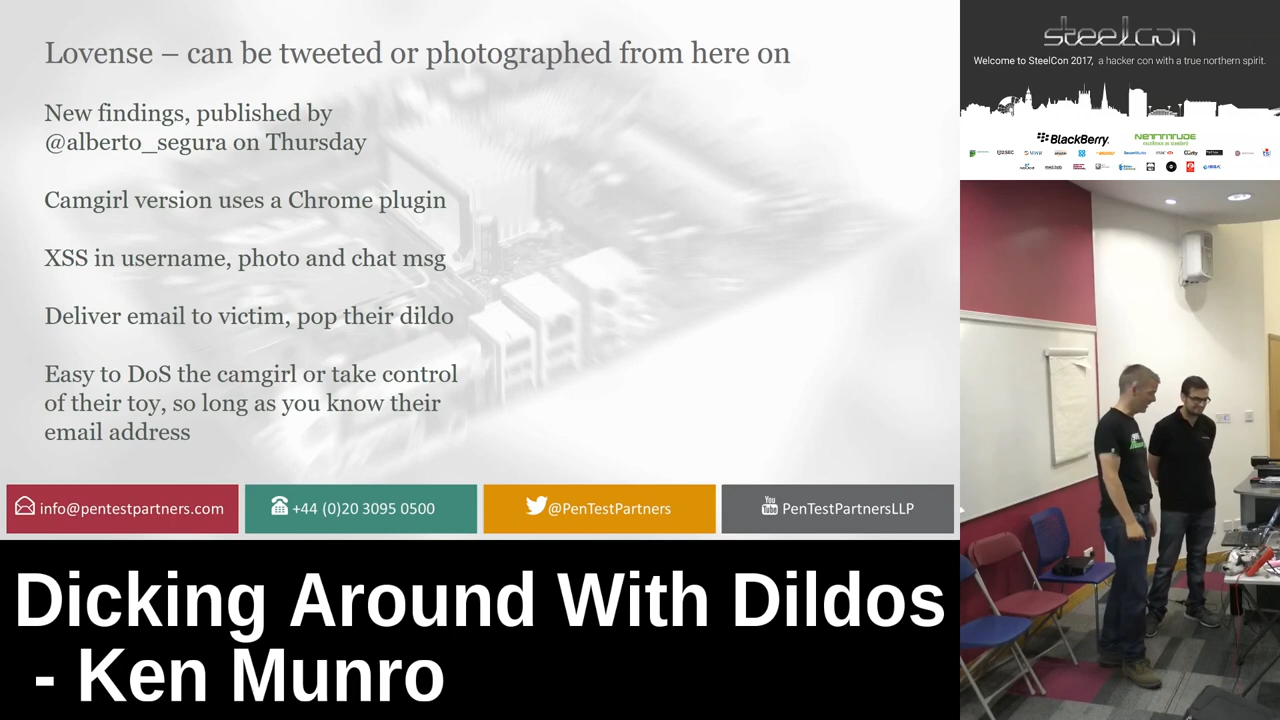 Lovense – can be tweeted or photographed from here on
New findings, published by
@alberto_segura on Thursday
Camgirl version uses a Chrome plugin
XSS in username, photo and chat msg
Deliver email to victim, pop their dildo
Easy to DoS the camgirl or take control
of their toy, so long as you know their
email address
info@pentestpartners.com
+44 (0)20 3095 0500
@PenTestPartners
You
Tube
PenTestPartnersLLP
Dicking Around With Dildos
- Ken Munro
steelcon
Welcome to SteelCon 2017, a hacker con with a true northern spirit.
BlackBerry
NETTITUDE